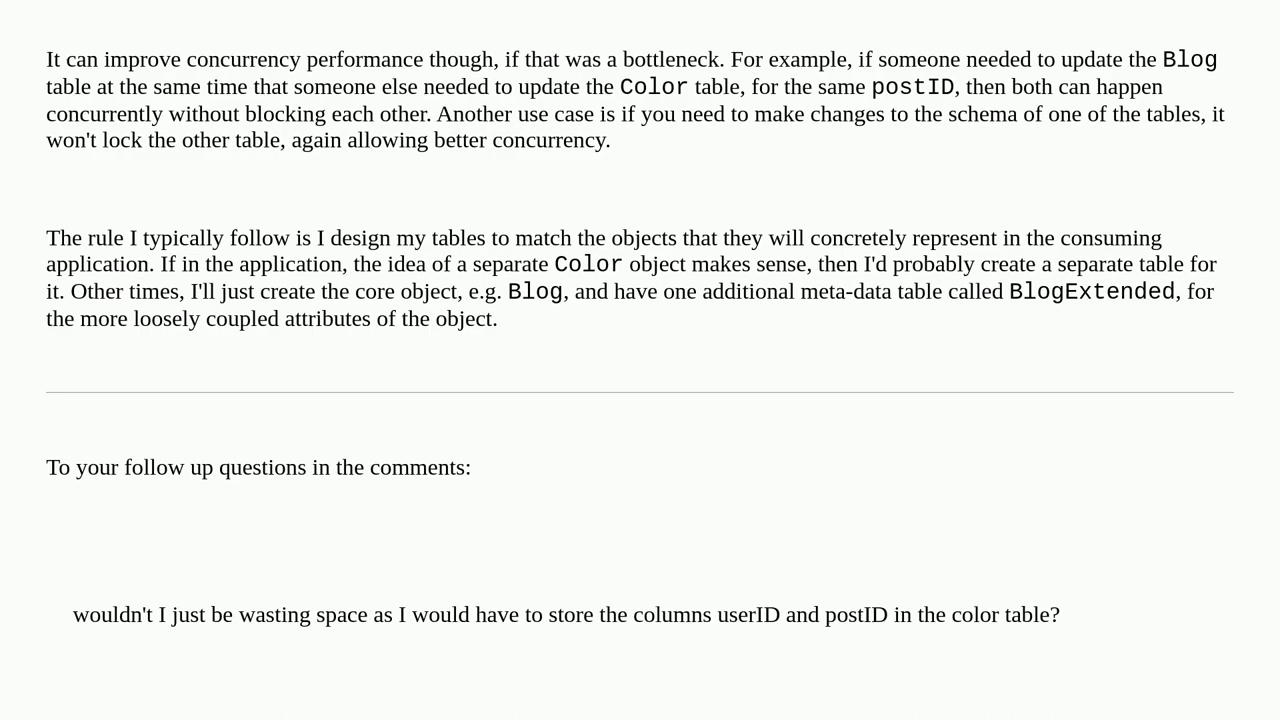 It can improve concurrency performance though, if that was a bottleneck. For example, if someone needed to update the Blog
table at the same time that someone else needed to update the Color table, for the same postID, then both can happen
concurrently without blocking each other. Another use case is if you need to make changes to the schema of one of the tables, it
won't lock the other table, again allowing better concurrency.
The rule I typically follow is I design my tables to match the objects that they will concretely represent in the consuming
application. If in the application, the idea of a separate Color object makes sense, then I'd probably create a separate table for
it. Other times, I'll just create the core object, e.g. Blog, and have one additional meta-data table called BlogExtended, for
the more loosely coupled attributes of the object.
To your follow up questions in the comments:
wouldn't I just be wasting space as I would have to store the columns userID and postID in the color table?